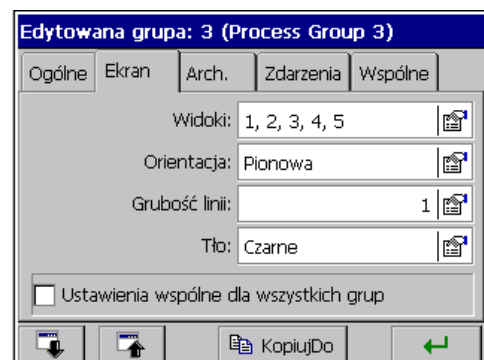 Edytowana grupa: 3 (Process Group 3)
Ogólne Ekran Arch. Zdarzenia Wspólne
Widoki: 1, 2, 3, 4, 5
Orientacja: Pionowa
Grubość linii: 1
Tło: Czarne
Ustawienia wspólne dla wszystkich grup
KopiujDo